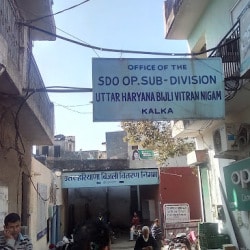 OFFICE OF THE
SDO OP. SUB-DIVISION
UTTAR HARYANA BIJLI VITRAN NIGAM
KALKA
उत्तर हरियाणा बिजली वितरण निगम